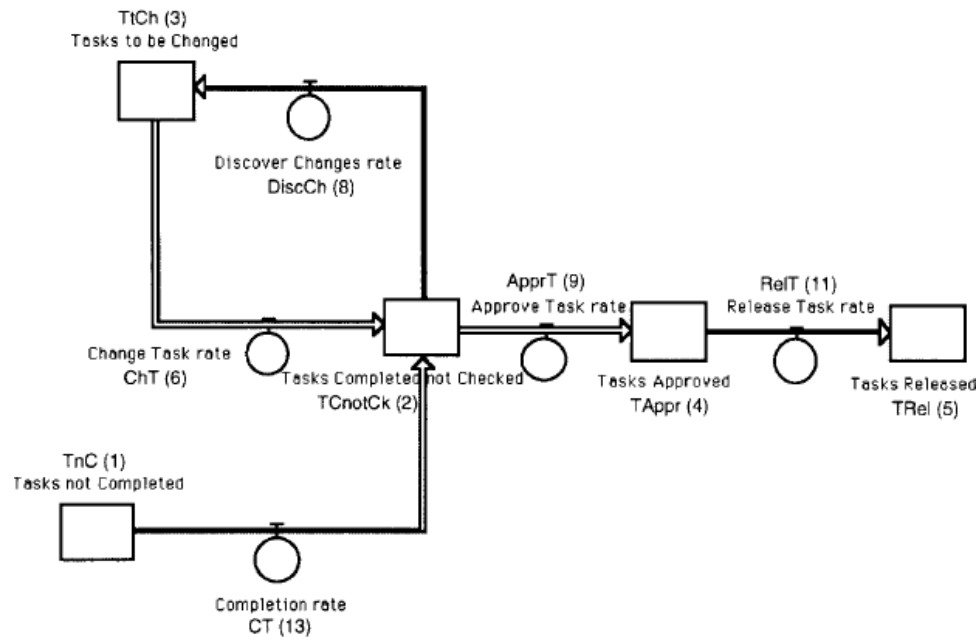 TtCh (3)
Tasks to be Changed
Discover Changes rate
DiscCh (8)
ApprT (9)
Approve Task rate
RelT (11)
Release Task rate
Change Task rate
ChT (6)
Tasks Completed not Checked
TCnotCk (2)
Tasks Approved
TAppr (4)
Tasks Released
TRel (5)
TnC (1)
Tasks not Completed
Completion rate
CT (13)